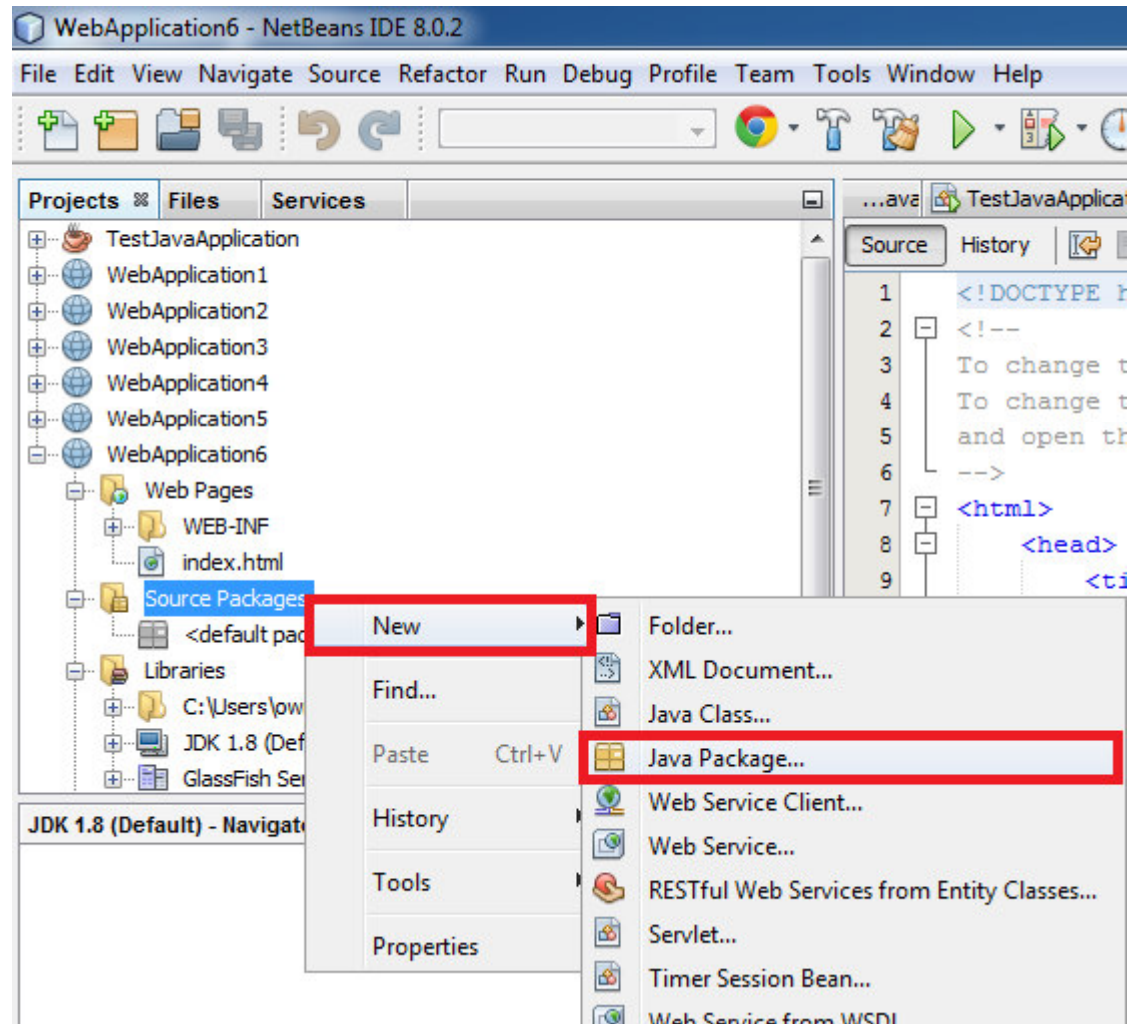 WebApplication6 - NetBeans IDE 8.0.2
File Edit View Navigate Source Refactor Run Debug Profile Team Tools Window Help
Projects Files Services
TestJavaApplication
WebApplication1
WebApplication2
WebApplication3
WebApplication4
WebApplication5
WebApplication6
Web Pages
WEB-INF
index.html
Source Packages
<default pac
Libraries
C:\Users\ow
JDK 1.8 (Def
GlassFish Ser
JDK 1.8 (Default) - Navigat
New
Find...
Paste Ctrl+V
History
Tools
Properties
Folder...
XML Document...
Java Class...
Java Package...
Web Service Client...
Web Service...
RESTful Web Services from Entity Classes...
Servlet...
Timer Session Bean...
Web Service from WSDL
...ava TestJavaApplicat
Source History
1 <!DOCTYPE h
2 <!--
3 To change t
4 To change t
5 and open th
6 -->
7 <html>
8 <head>
9 <ti